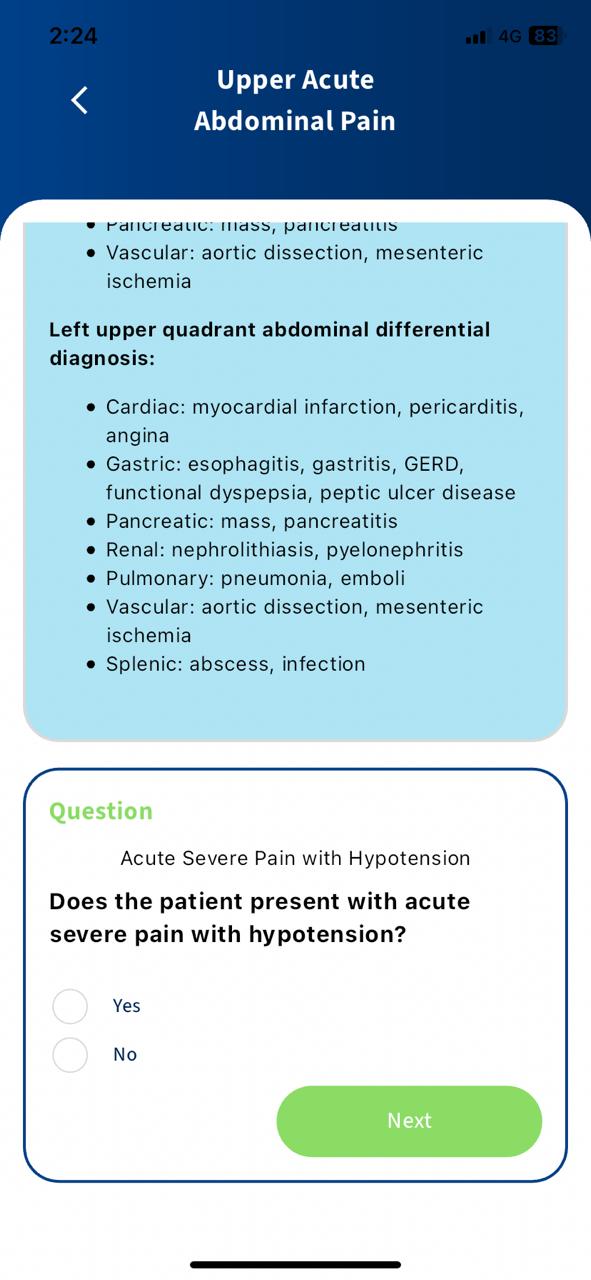 2:24
4G
83
Upper Acute
Abdominal Pain
Pancreatic: mass, pancreatitis
Vascular: aortic dissection, mesenteric
ischemia
Left upper quadrant abdominal differential
diagnosis:
Cardiac: myocardial infarction, pericarditis,
angina
Gastric: esophagitis, gastritis, GERD,
functional dyspepsia, peptic ulcer disease
Pancreatic: mass, pancreatitis
Renal: nephrolithiasis, pyelonephritis
Pulmonary: pneumonia, emboli
Vascular: aortic dissection, mesenteric
ischemia
Splenic: abscess, infection
Question
Acute Severe Pain with Hypotension
Does the patient present with acute
severe pain with hypotension?
Yes
No
Next